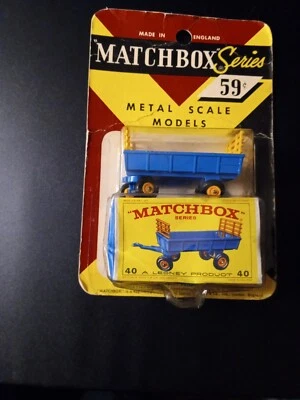 MADE IN ENGLAND
"MATCHBOX" Series
59¢
METAL SCALE
MODELS
"MATCHBOX"
SERIES
40 A LESNEY PRODUCT 40